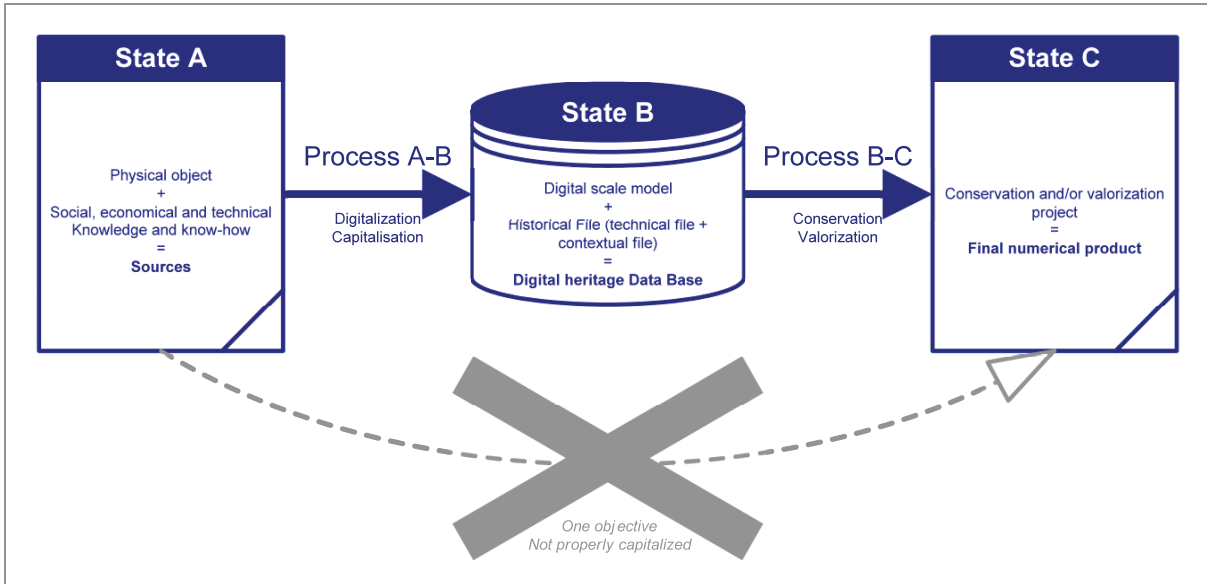 State A
Physical object
+
Social, economical and technical
Knowledge and know-how
=
Sources
Process A-B
Digitalization
Capitalisation
State B
Digital scale model
+
Historical File (technical file +
contextual file)
=
Digital heritage Data Base
Process B-C
Conservation
Valorization
State C
Conservation and/or valorization
project
=
Final numerical product
One objective
Not properly capitalized